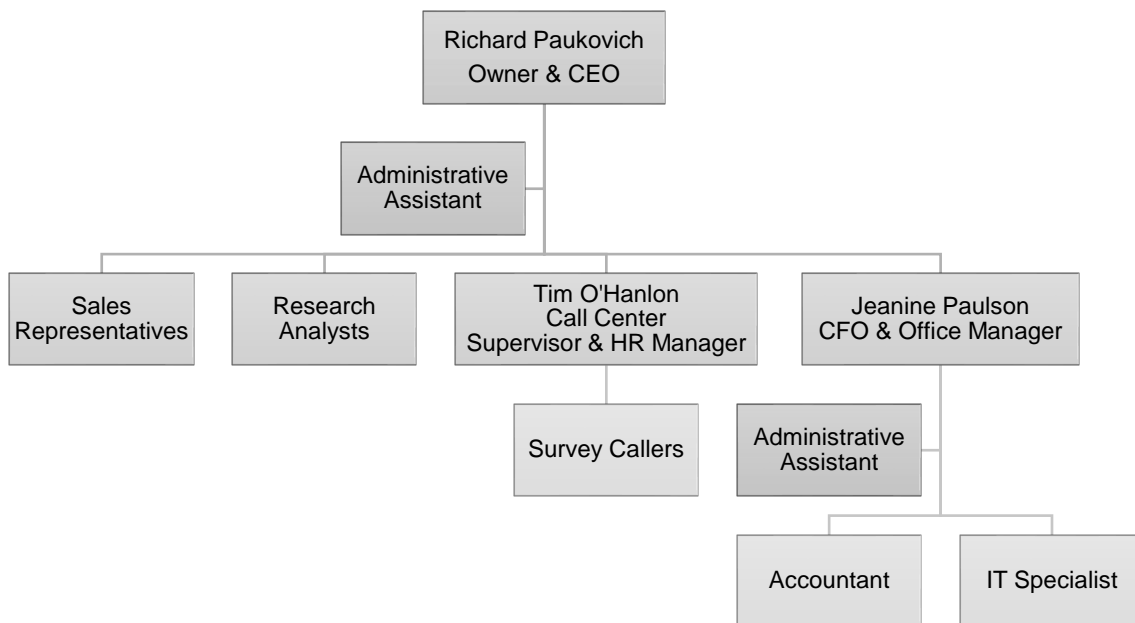 Richard Paukovich
Owner & CEO
Administrative
Assistant
Sales
Representatives
Research
Analysts
Tim O'Hanlon
Call Center
Supervisor & HR Manager
Jeanine Paulson
CFO & Office Manager
Survey Callers
Administrative
Assistant
Accountant
IT Specialist